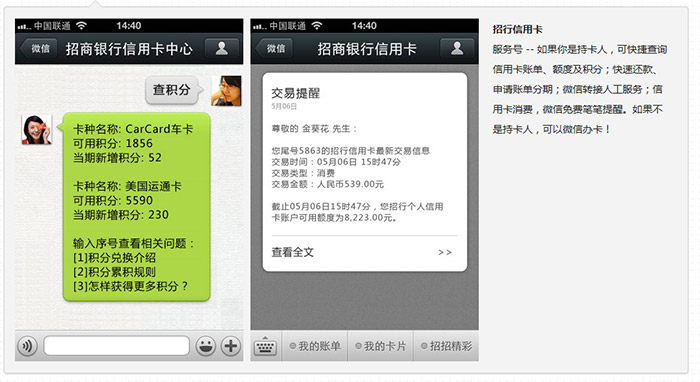 中国联通 14:40
微信 招商银行信用卡中心
查积分
卡种名称: CarCard车卡
可用积分: 1856
当期新增积分: 52
卡种名称: 美国运通卡
可用积分: 5590
当期新增积分: 230
输入序号查看相关问题：
[1]积分兑换介绍
[2]积分累积规则
[3]怎样获得更多积分？
中国联通 14:40
微信 招商银行信用卡
交易提醒
5月06日
尊敬的 金葵花 先生：
您尾号5863的招行信用卡最新交易信息
交易时间：05月06日 15时47分
交易类型：消费
交易金额：人民币539.00元
截止05月06日15时47分，您招行个人信用
卡账户可用额度为8,223.00元。
查看全文 >>
我的账单 我的卡片 招招精彩
招行信用卡
服务号 -- 如果你是持卡人，可快捷查询
信用卡账单、额度及积分；快速还款、
申请账单分期；微信转接人工服务；信
用卡消费，微信免费笔笔提醒。如果不
是持卡人，可以微信办卡！